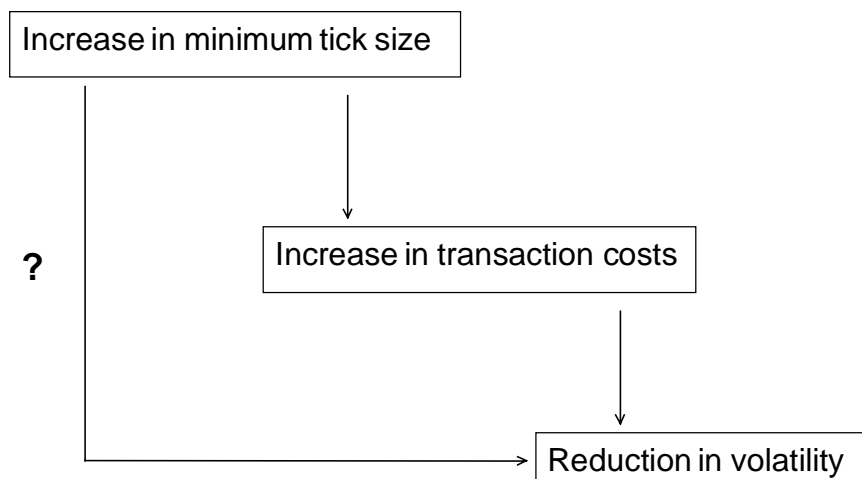 Increase in minimum tick size
Increase in transaction costs
?
Reduction in volatility